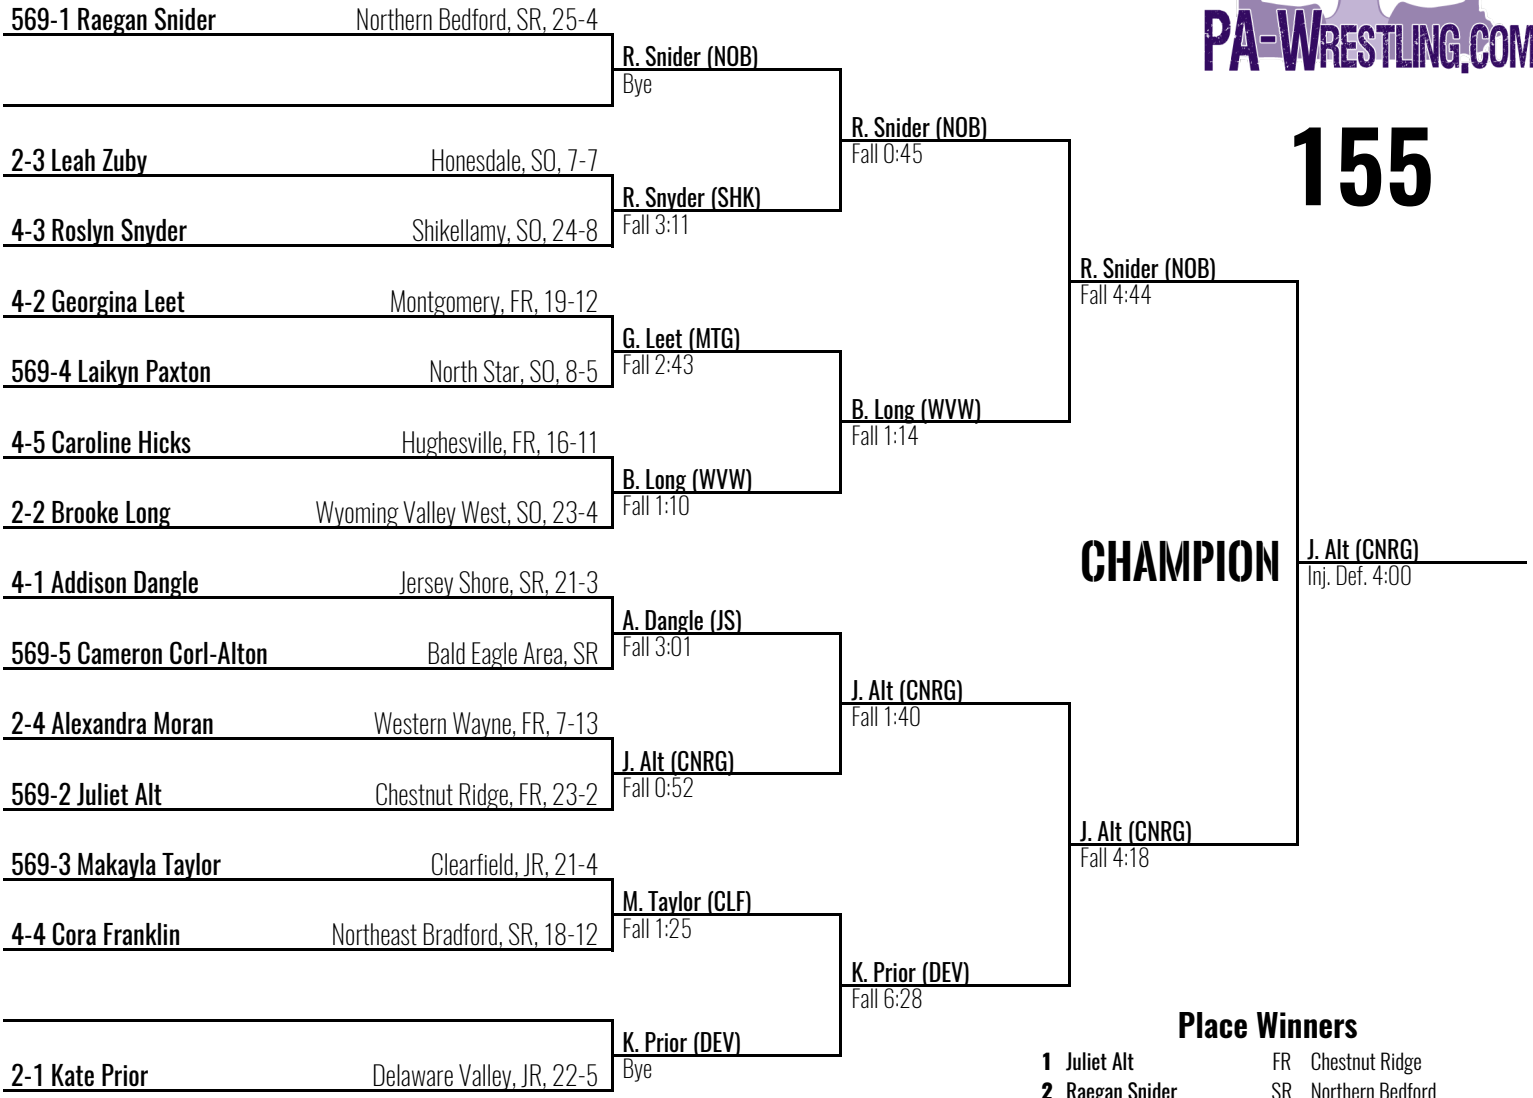 PA-WRESTLING.COM
155
569-1 Raegan Snider Northern Bedford, SR, 25-4
R. Snider (NOB)
Bye
R. Snider (NOB)
Fall 0:45
2-3 Leah Zuby Honesdale, SO, 7-7
R. Snyder (SHK)
Fall 3:11
4-3 Roslyn Snyder Shikellamy, SO, 24-8
R. Snider (NOB)
Fall 4:44
4-2 Georgina Leet Montgomery, FR, 19-12
G. Leet (MTG)
Fall 2:43
569-4 Laikyn Paxton North Star, SO, 8-5
B. Long (WVW)
Fall 1:14
4-5 Caroline Hicks Hughesville, FR, 16-11
B. Long (WVW)
Fall 1:10
2-2 Brooke Long Wyoming Valley West, SO, 23-4
CHAMPION
J. Alt (CNRG)
Inj. Def. 4:00
4-1 Addison Dangle Jersey Shore, SR, 21-3
A. Dangle (JS)
Fall 3:01
569-5 Cameron Corl-Alton Bald Eagle Area, SR
J. Alt (CNRG)
Fall 1:40
2-4 Alexandra Moran Western Wayne, FR, 7-13
J. Alt (CNRG)
Fall 0:52
569-2 Juliet Alt Chestnut Ridge, FR, 23-2
J. Alt (CNRG)
Fall 4:18
569-3 Makayla Taylor Clearfield, JR, 21-4
M. Taylor (CLF)
Fall 1:25
4-4 Cora Franklin Northeast Bradford, SR, 18-12
K. Prior (DEV)
Fall 6:28
K. Prior (DEV)
Bye
2-1 Kate Prior Delaware Valley, JR, 22-5
Place Winners
1 Juliet Alt FR Chestnut Ridge
2 Raegan Snider SR Northern Bedford